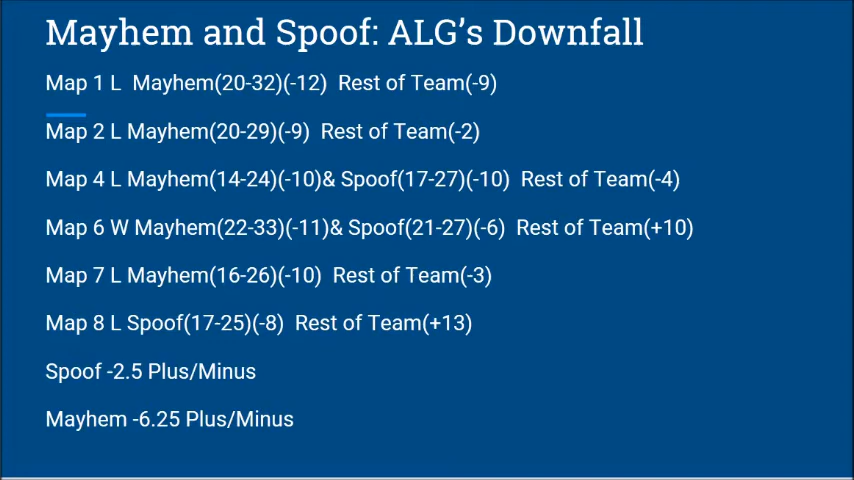 Mayhem and Spoof: ALG’s Downfall
Map 1 L  Mayhem(20-32)(-12)  Rest of Team(-9)
Map 2 L Mayhem(20-29)(-9)  Rest of Team(-2)
Map 4 L Mayhem(14-24)(-10)& Spoof(17-27)(-10)  Rest of Team(-4)
Map 6 W Mayhem(22-33)(-11)& Spoof(21-27)(-6)  Rest of Team(+10)
Map 7 L Mayhem(16-26)(-10)  Rest of Team(-3)
Map 8 L Spoof(17-25)(-8)  Rest of Team(+13)
Spoof -2.5 Plus/Minus
Mayhem -6.25 Plus/Minus